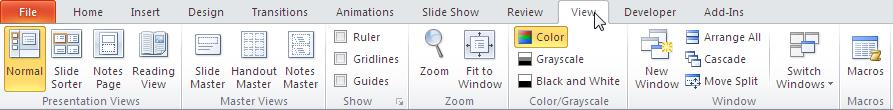 File Home Insert Design Transitions Animations Slide Show Review View Developer Add-Ins
Normal
Slide
Sorter
Notes
Page
Reading
View
Presentation Views
Slide
Master
Handout
Master
Notes
Master
Master Views
Ruler
Gridlines
Guides
Show
Zoom
Fit to
Window
Zoom
Color
Grayscale
Black and White
Color/Grayscale
New
Window
Arrange All
Cascade
Move Split
Switch
Windows
Window
Macros
Macros